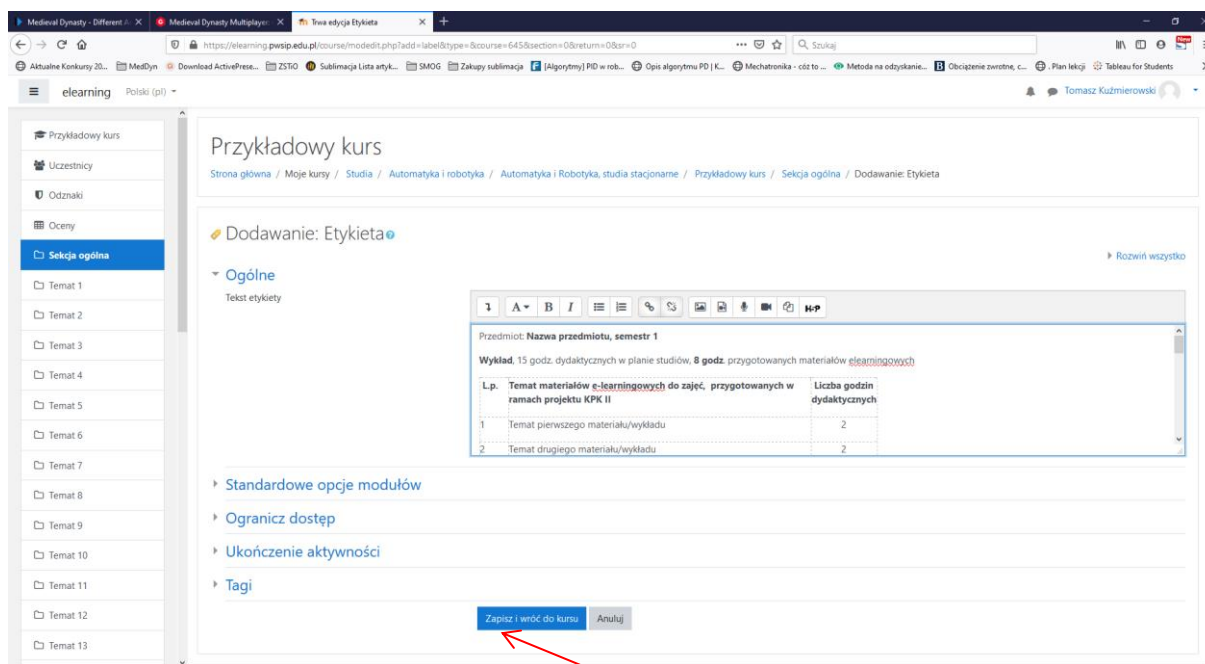 Medieval Dynasty - Different A
Medieval Dynasty Multiplayer:
Trwa edycja Etykieta
https://elearning.pwsip.edu.pl/course/modedit.php?add=label&type=&course=645&section=0&return=0&sr=0
Szukaj
New
Aktualne Konkursy 20... MedDyn Download ActivePrese... ZSTiO Sublimacja Lista artyk... SMOG Zakupy sublimacja [Algorytmy] PID w rob... Opis algorytmu PD | K... Mechatronika - cóż to ... Metoda na odzyskanie... Obciążenie zwrotne, c... . Plan lekcji Tableau for Students
elearning Polski (pl)
Tomasz Kuźmierowski
Przykładowy kurs
Uczestnicy
Odznaki
Oceny
Sekcja ogólna
Temat 1
Temat 2
Temat 3
Temat 4
Temat 5
Temat 6
Temat 7
Temat 8
Temat 9
Temat 10
Temat 11
Temat 12
Temat 13
Przykładowy kurs
Strona główna / Moje kursy / Studia / Automatyka i robotyka / Automatyka i Robotyka, studia stacjonarne / Przykładowy kurs / Sekcja ogólna / Dodawanie: Etykieta
Dodawanie: Etykieta
Rozwiń wszystko
Ogólne
Tekst etykiety
A B I H-P
Przedmiot: Nazwa przedmiotu, semestr 1
Wykład, 15 godz. dydaktycznych w planie studiów, 8 godz. przygotowanych materiałów elearningowych
L.p. Temat materiałów e-learningowych do zajęć, przygotowanych w Liczba godzin
ramach projektu KPK II dydaktycznych
1 Temat pierwszego materiału/wykładu 2
2 Temat drugiego materiału/wykładu 2
Standardowe opcje modułów
Ogranicz dostęp
Ukończenie aktywności
Tagi
Zapisz i wróć do kursu Anuluj